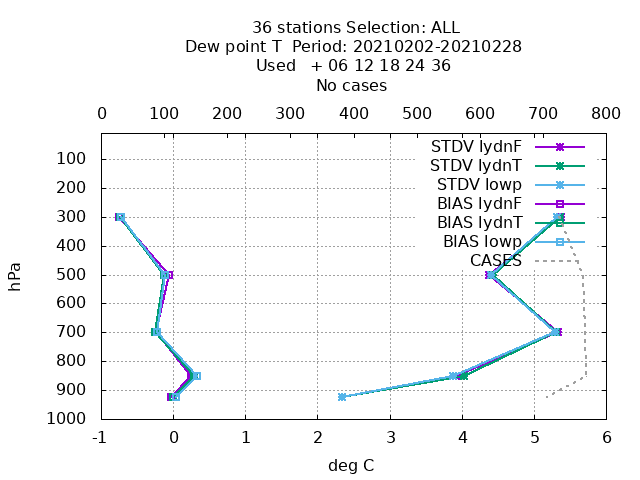 36 stations Selection: ALL
Dew point T  Period: 20210202-20210228
Used   + 06 12 18 24 36
No cases
0 100 200 300 400 500 600 700 800
STDV lydnF
STDV lydnT
STDV lowp
BIAS lydnF
BIAS lydnT
BIAS lowp
CASES
100
200
300
400
500
600
700
800
900
1000
hPa
-1 0 1 2 3 4 5 6
deg C